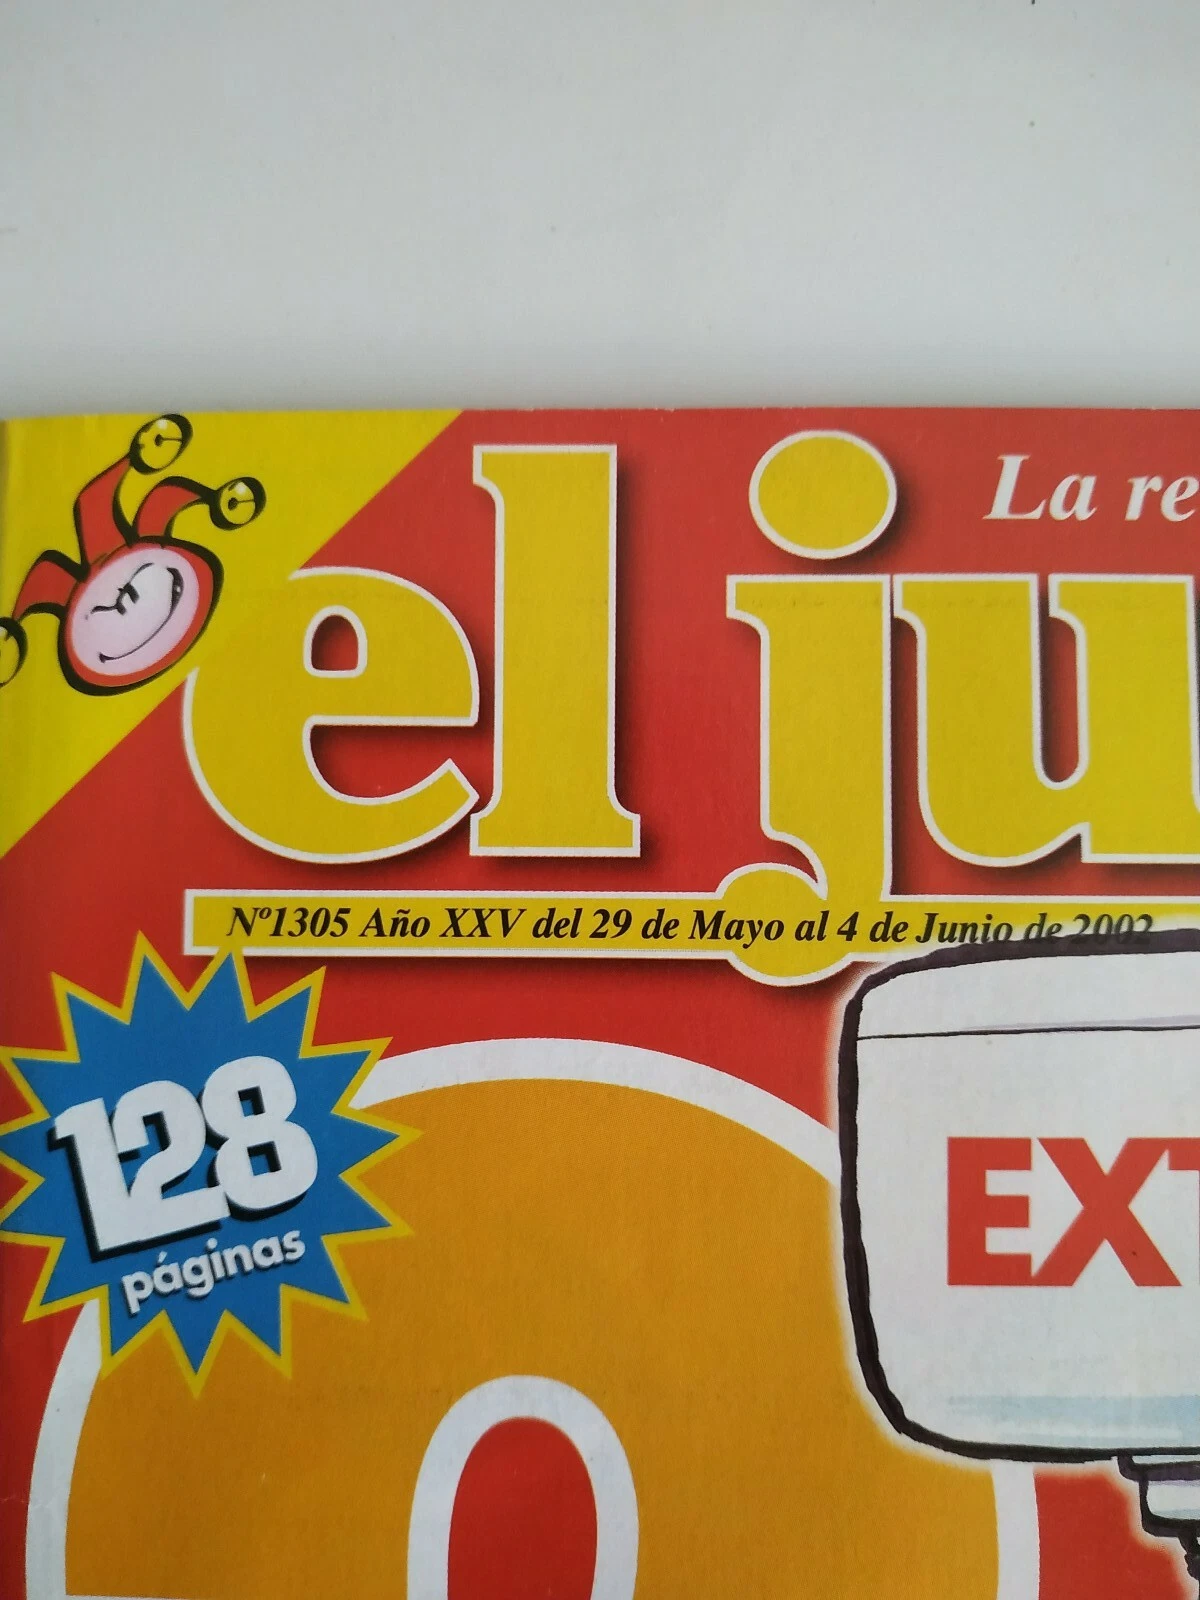 La re
el ju
Nº1305 Año XXV del 29 de Mayo al 4 de Junio de 2002
128
páginas
EXT